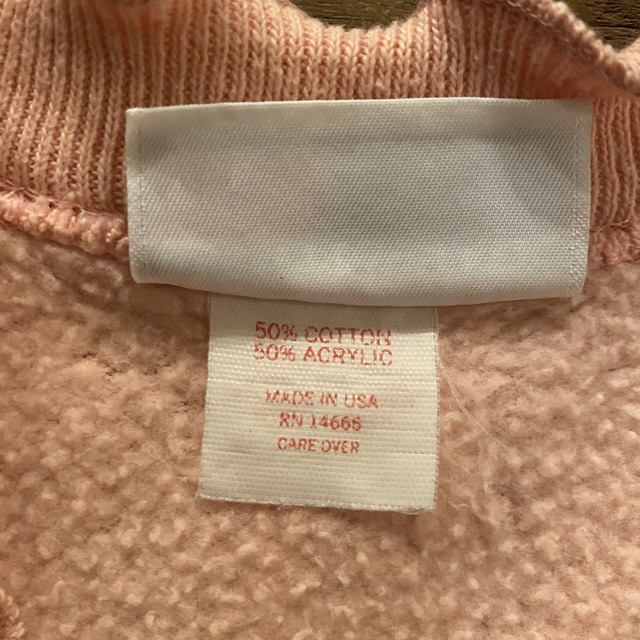 50% COTTON
50% ACRYLIC
MADE IN USA
RN 14665
CARE OVER